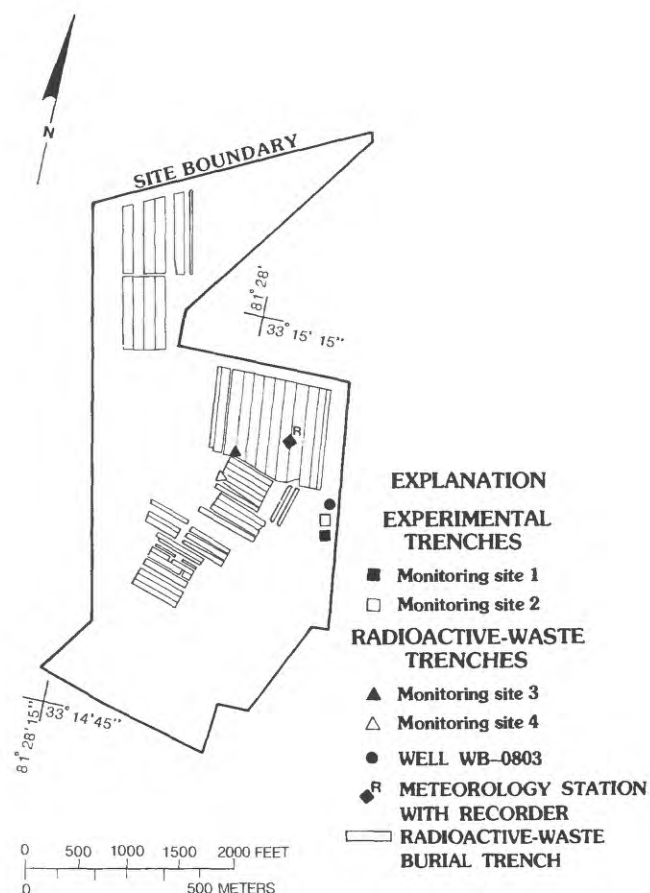 N
SITE BOUNDARY
81° 28'
33° 15' 15"
R
EXPLANATION
EXPERIMENTAL
TRENCHES
Monitoring site 1
Monitoring site 2
RADIOACTIVE-WASTE
TRENCHES
Monitoring site 3
Monitoring site 4
WELL WB-0803
R METEOROLOGY STATION
WITH RECORDER
RADIOACTIVE-WASTE
BURIAL TRENCH
81° 28' 15"
33° 14' 45"
0 500 1000 1500 2000 FEET
0 500 METERS